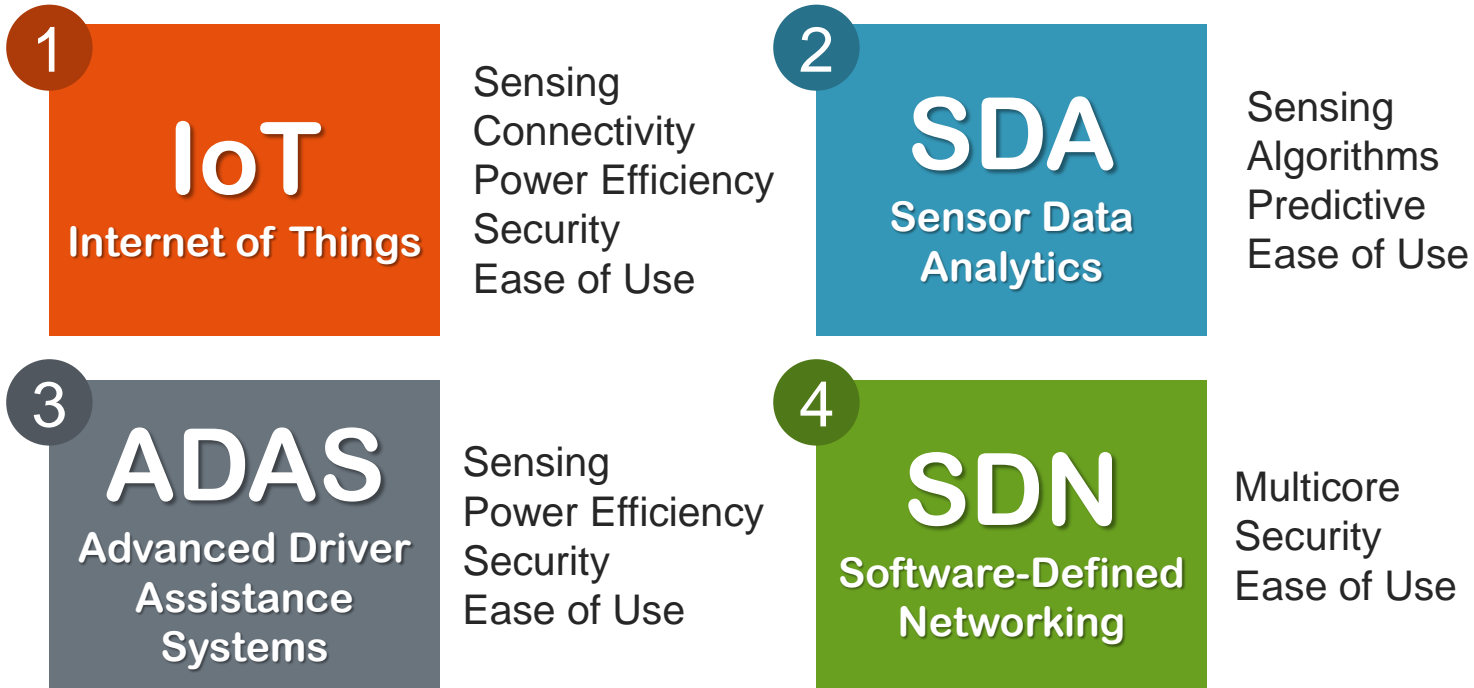 1
IoT
Internet of Things
Sensing
Connectivity
Power Efficiency
Security
Ease of Use
2
SDA
Sensor Data
Analytics
Sensing
Algorithms
Predictive
Ease of Use
3
ADAS
Advanced Driver
Assistance
Systems
Sensing
Power Efficiency
Security
Ease of Use
4
SDN
Software-Defined
Networking
Multicore
Security
Ease of Use